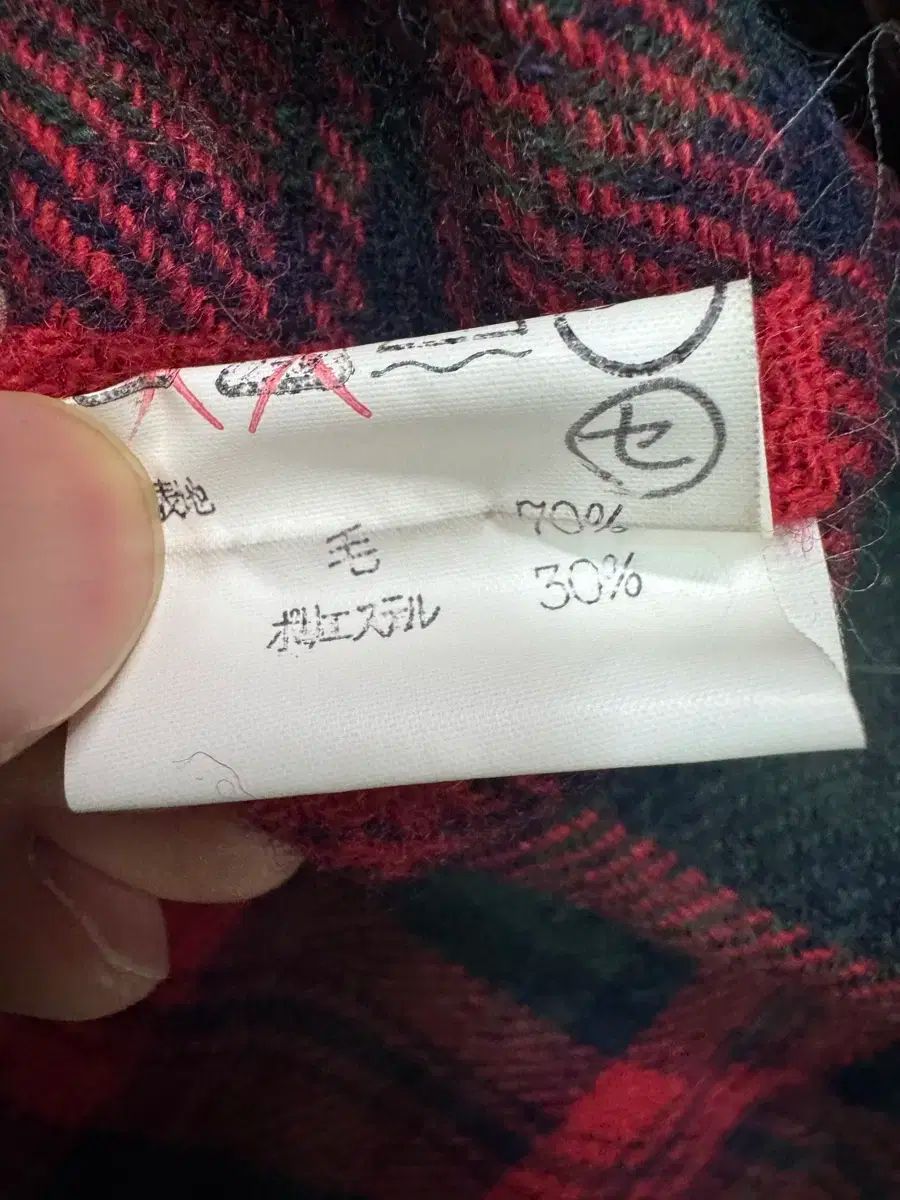 セ
表地
毛 70%
ポリエステル 30%